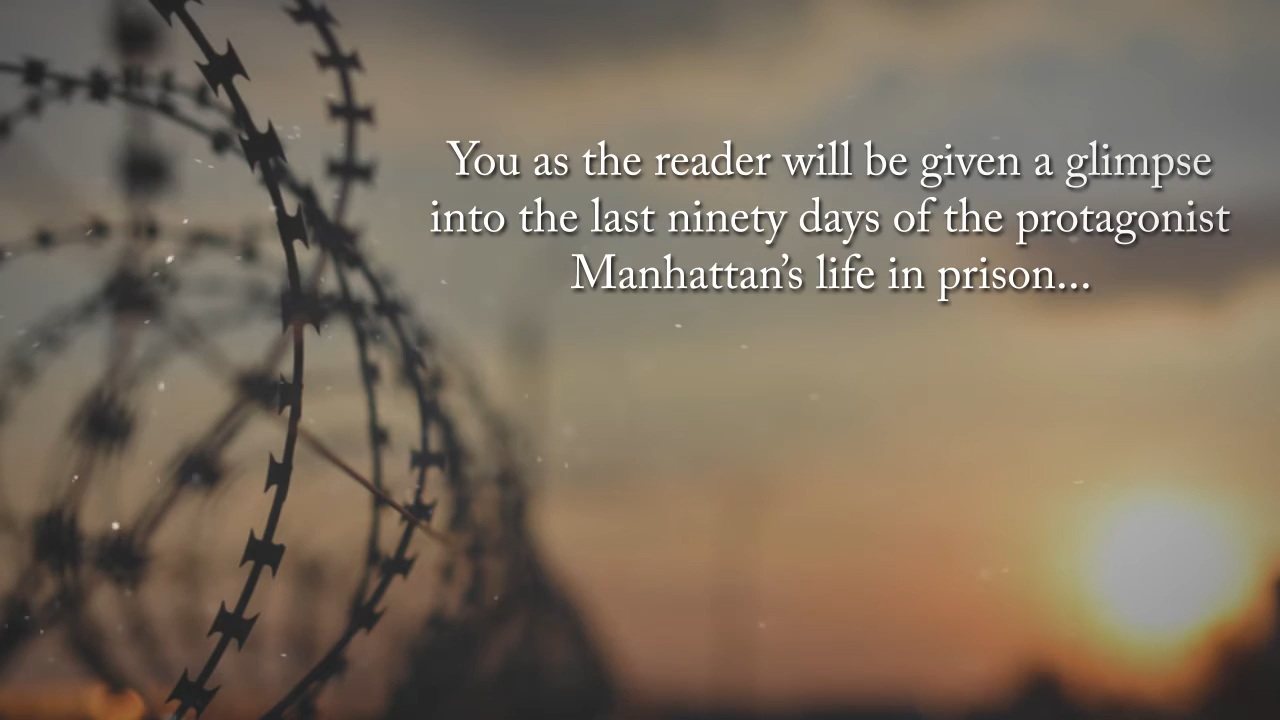 You as the reader will be given a glimpse
into the last ninety days of the protagonist
Manhattan’s life in prison...